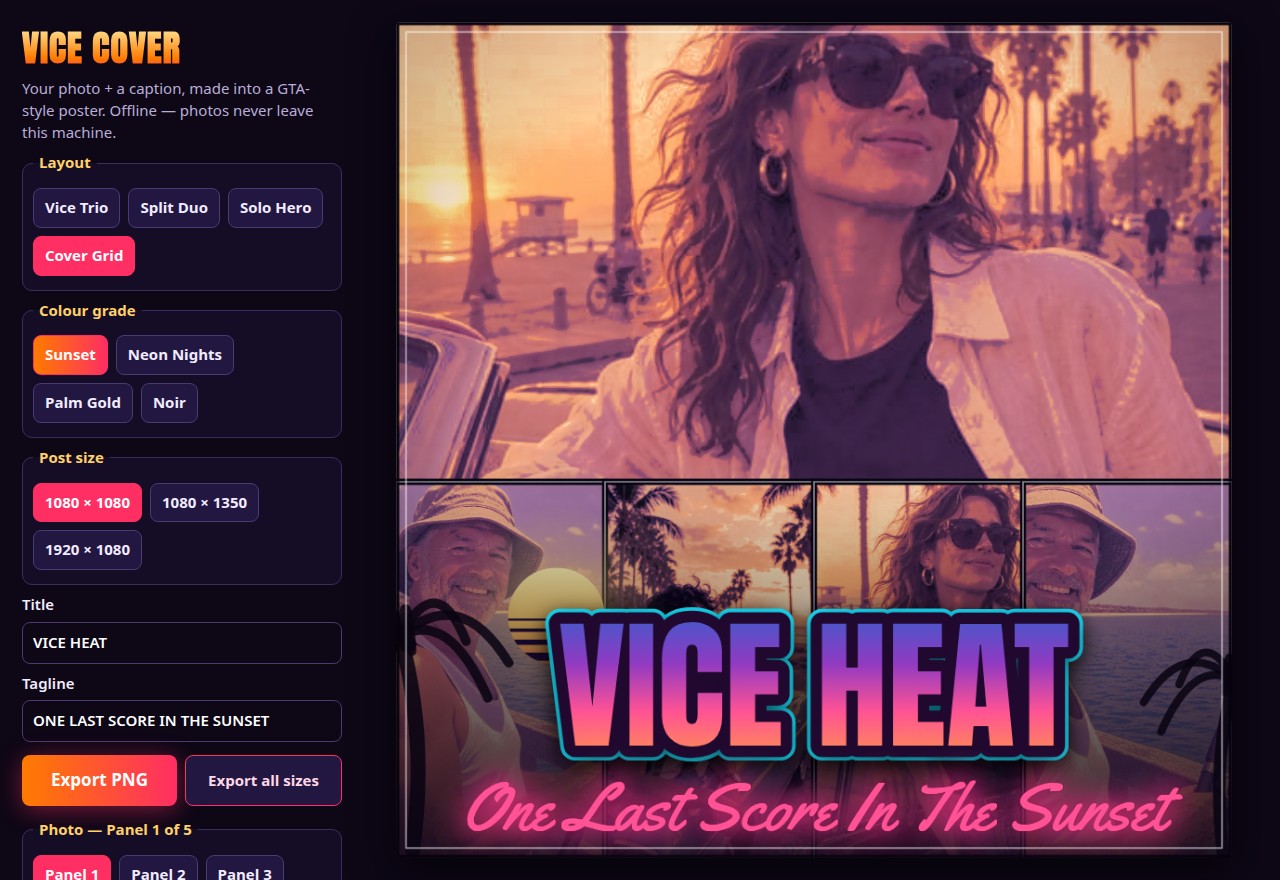 VICE COVER
Your photo + a caption, made into a GTA-
style poster. Offline — photos never leave
this machine.
Layout
Vice Trio
Split Duo
Solo Hero
Cover Grid
Colour grade
Sunset
Neon Nights
Palm Gold
Noir
Post size
1080 × 1080
1080 × 1350
1920 × 1080
Title
VICE HEAT
Tagline
ONE LAST SCORE IN THE SUNSET
Export PNG
Export all sizes
Photo — Panel 1 of 5
Panel 1
Panel 2
Panel 3
VICE HEAT
One Last Score In The Sunset